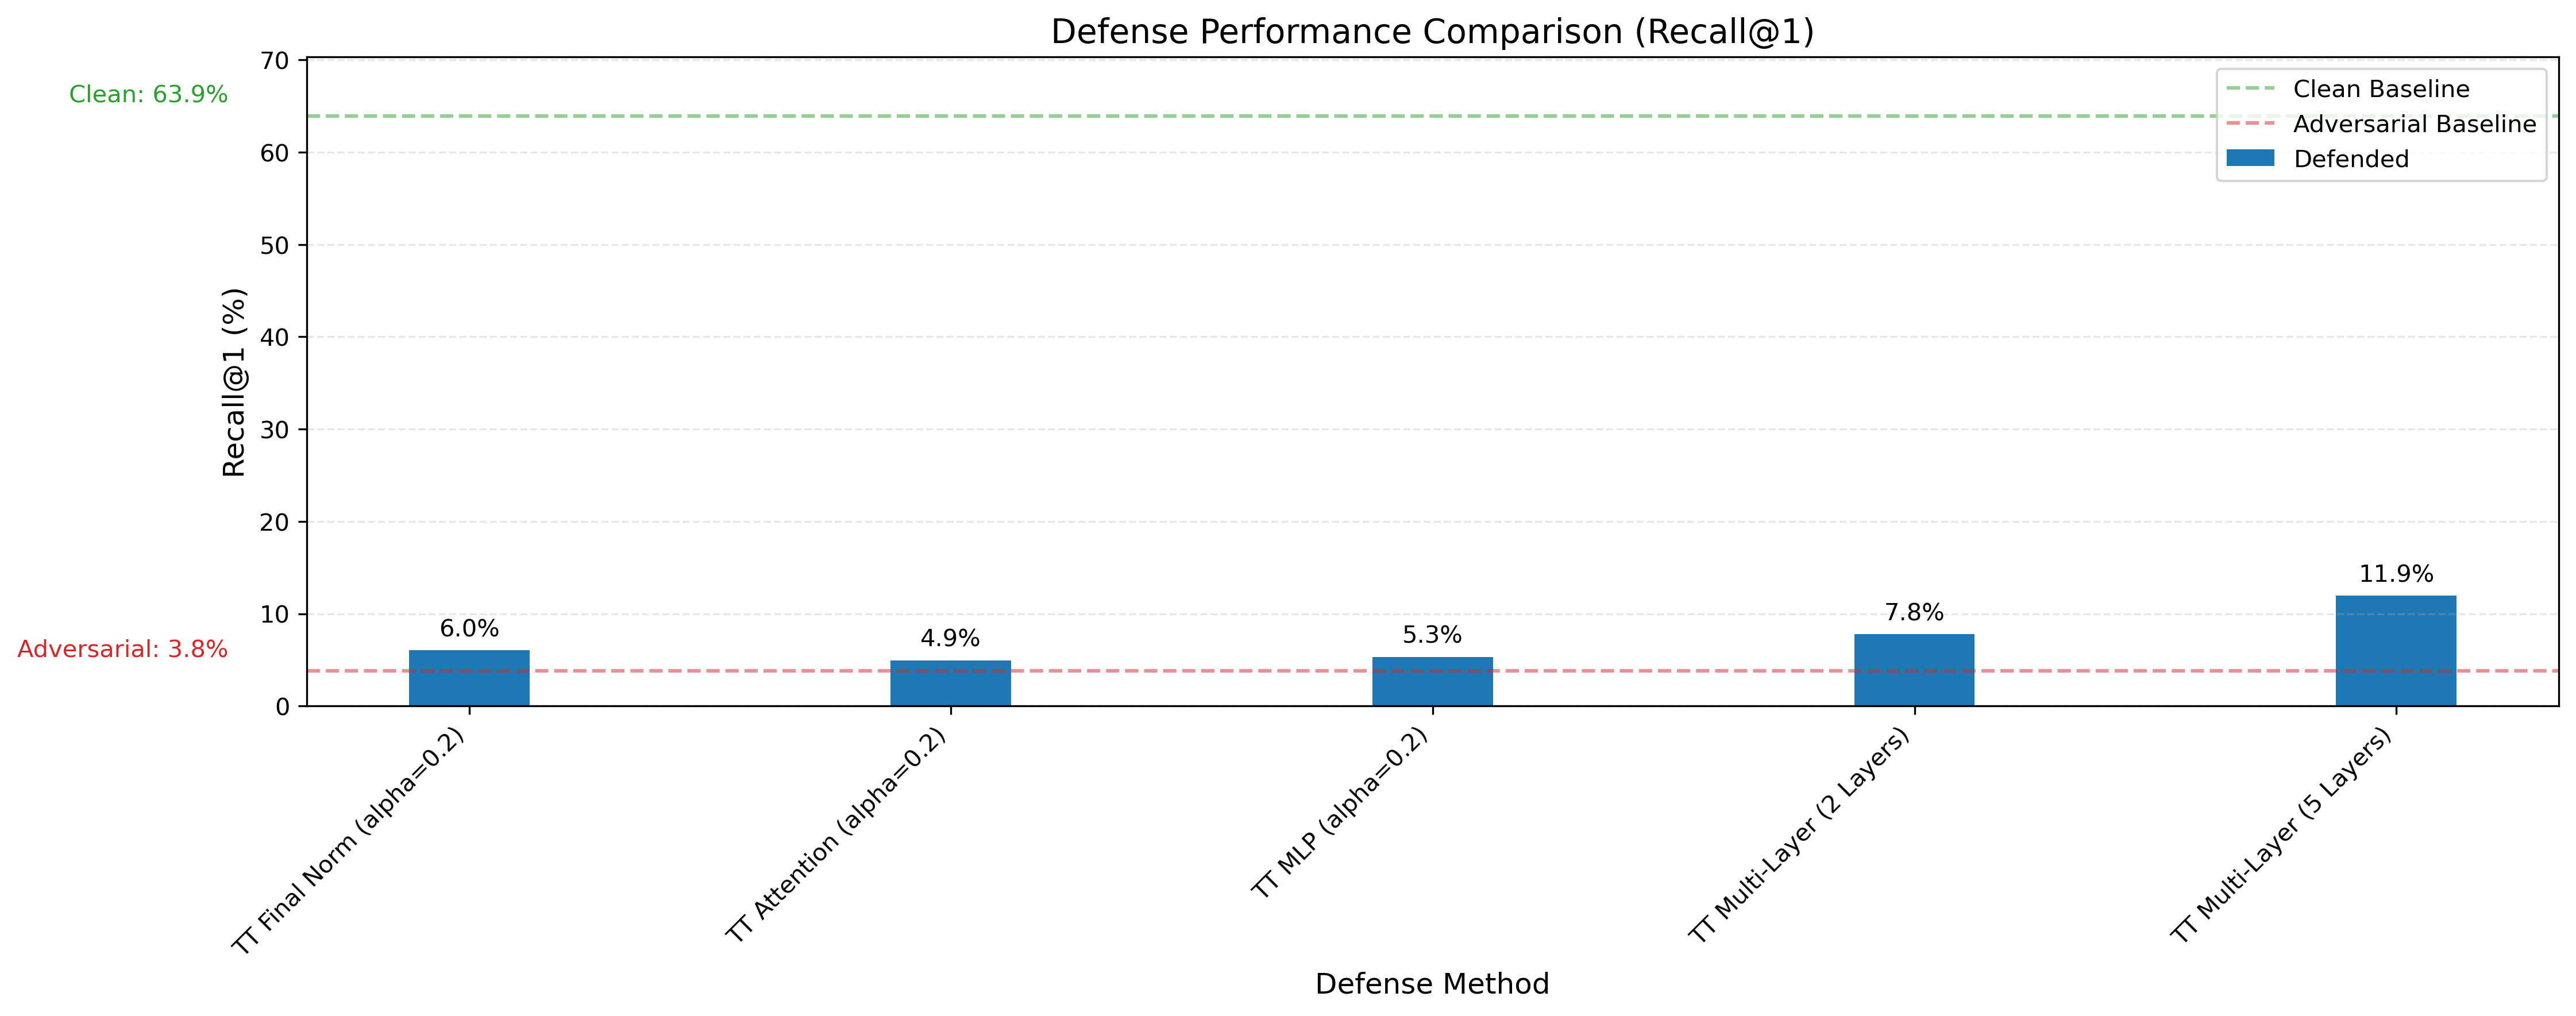 Defense Performance Comparison (Recall@1)
Clean: 63.9%
Adversarial: 3.8%
Recall@1 (%)
70
60
50
40
30
20
10
0
Clean Baseline
Adversarial Baseline
Defended
6.0%
4.9%
5.3%
7.8%
11.9%
TT Final Norm (alpha=0.2)
TT Attention (alpha=0.2)
TT MLP (alpha=0.2)
TT Multi-Layer (2 Layers)
TT Multi-Layer (5 Layers)
Defense Method